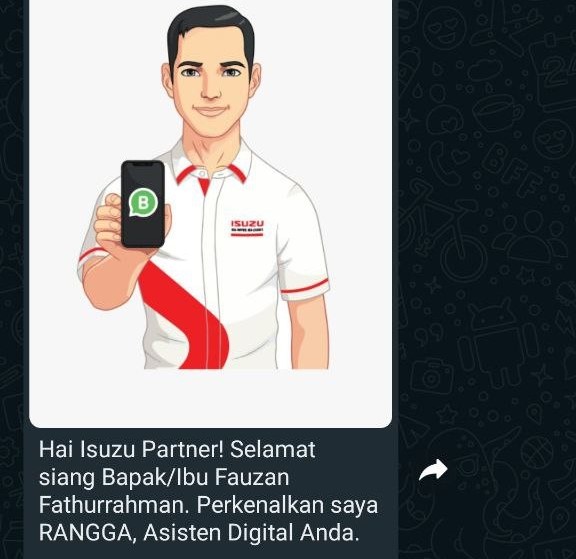 B
ISUZU
Hai Isuzu Partner! Selamat
siang Bapak/Ibu Fauzan
Fathurrahman. Perkenalkan saya
RANGGA, Asisten Digital Anda.